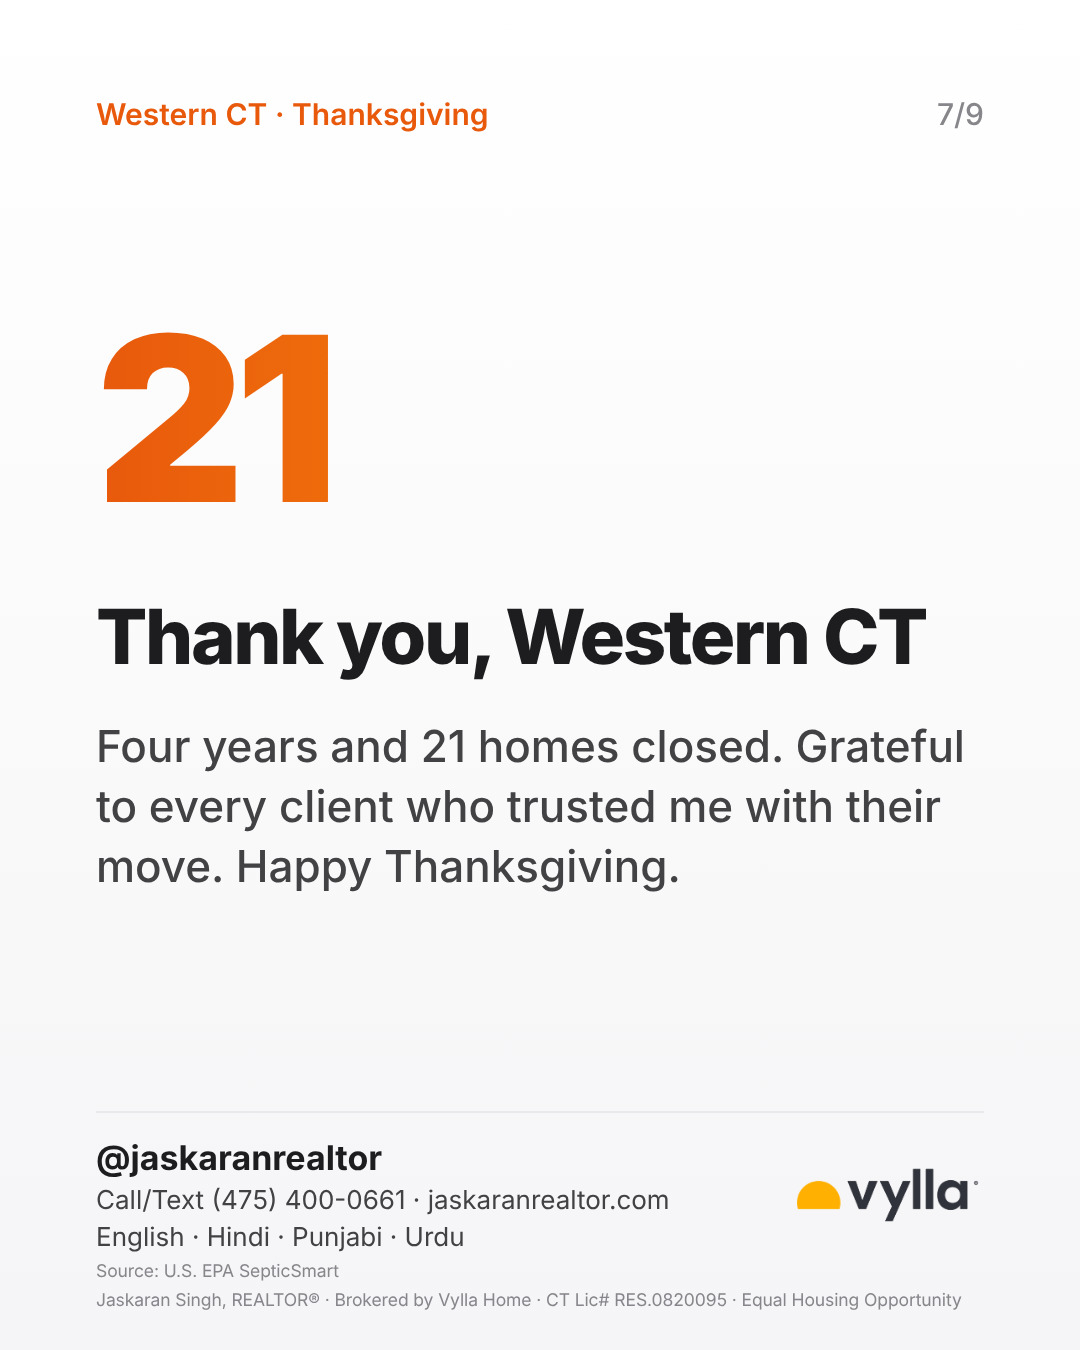 Western CT · Thanksgiving
7/9
21
Thank you, Western CT
Four years and 21 homes closed. Grateful
to every client who trusted me with their
move. Happy Thanksgiving.
@jaskaranrealtor
Call/Text (475) 400-0661 · jaskaranrealtor.com
English · Hindi · Punjabi · Urdu
vylla
Source: U.S. EPA SepticSmart
Jaskaran Singh, REALTOR® · Brokered by Vylla Home · CT Lic# RES.0820095 · Equal Housing Opportunity